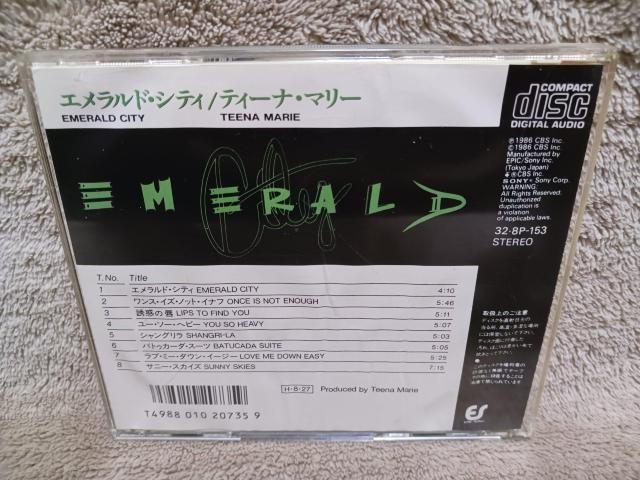 エメラルド・シティ/ティーナ・マリー
EMERALD CITY TEENA MARIE
COMPACT
disc
DIGITAL AUDIO
℗1986 CBS Inc.
©1986 CBS Inc.
Manufactured by
EPIC/Sony Inc.
(Tokyo Japan)
®CBS Inc.
SONY® Sony Corp.
WARNING:
All Rights Reserved.
Unauthorized
duplication is
a violation
of applicable laws.
32·8P-153
STEREO
EMERALD
City
T. No. Title
1 エメラルド・シティ EMERALD CITY 4:10
2 ワンス・イズ・ノット・イナフ ONCE IS NOT ENOUGH 5:46
3 誘惑の唇 LIPS TO FIND YOU 5:11
4 ユー・ソー・ヘビー YOU SO HEAVY 5:07
5 シャングリラ SHANGRI-LA 5:03
6 バトゥカーダ・スーツ BATUCADA SUITE 5:05
7 ラブ・ミー・ダウン・イージー LOVE ME DOWN EASY 5:25
8 サニー・スカイズ SUNNY SKIES 7:15
取扱上のご注意
H·8·27 Produced by Teena Marie
T4988 010 20735 9
ES